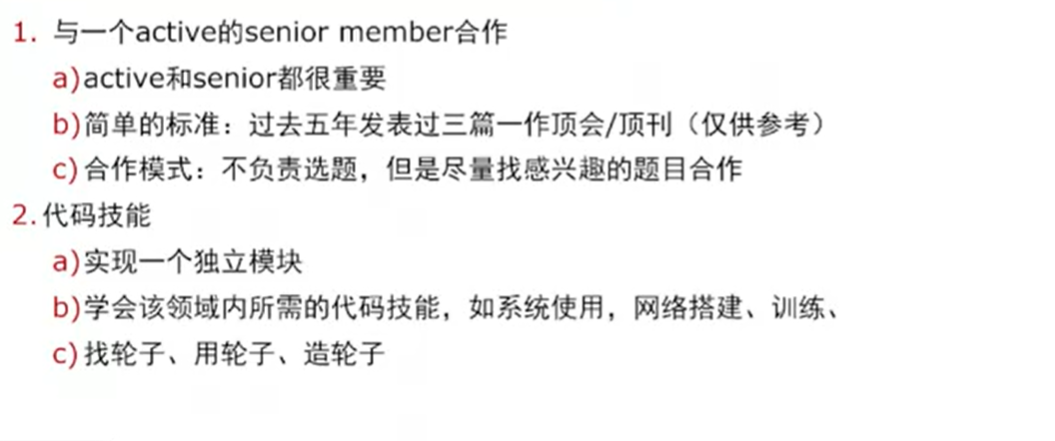 1. 与一个active的senior member合作
a)active和senior都很重要
b)简单的标准：过去五年发表过三篇一作顶会/顶刊（仅供参考）
c)合作模式：不负责选题，但是尽量找感兴趣的题目合作
2.代码技能
a)实现一个独立模块
b)学会该领域内所需的代码技能，如系统使用，网络搭建、训练、
c)找轮子、用轮子、造轮子